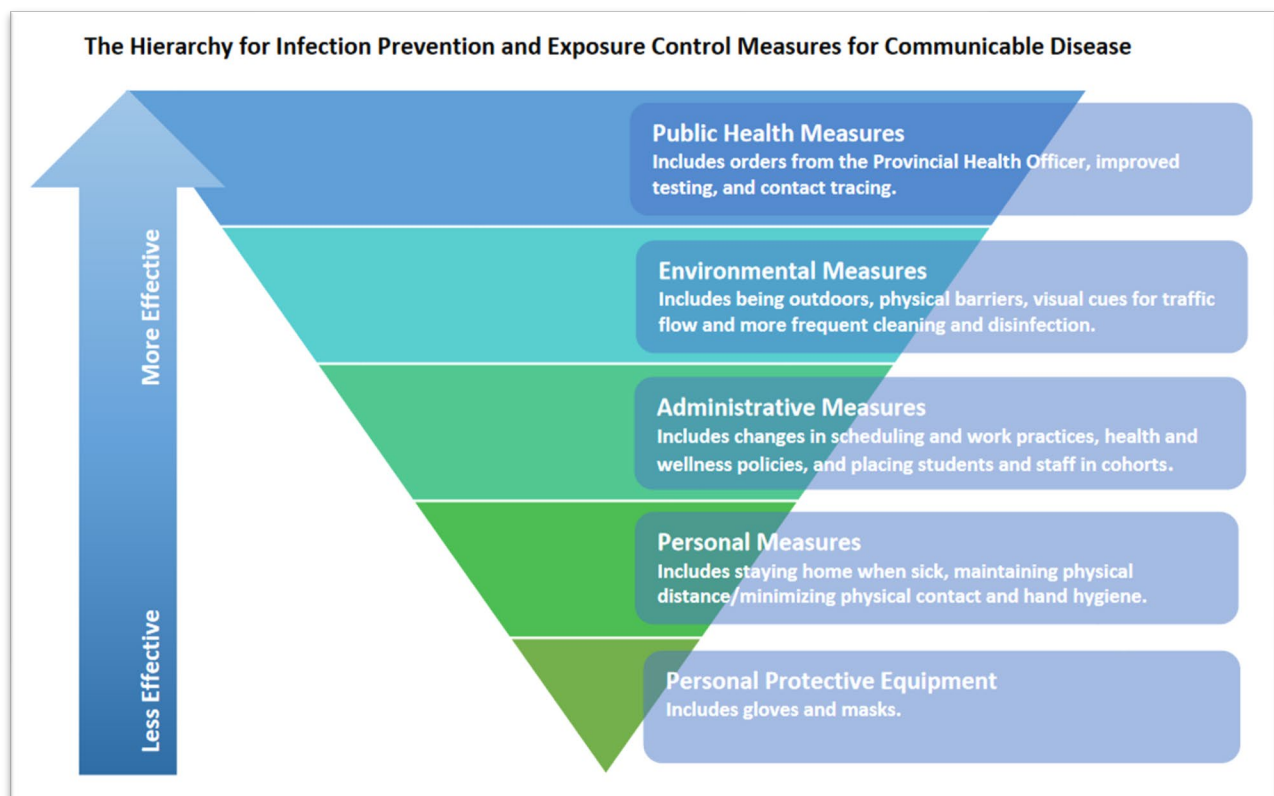 The Hierarchy for Infection Prevention and Exposure Control Measures for Communicable Disease
More Effective
Less Effective
Public Health Measures
Includes orders from the Provincial Health Officer, improved
testing, and contact tracing.
Environmental Measures
Includes being outdoors, physical barriers, visual cues for traffic
flow and more frequent cleaning and disinfection.
Administrative Measures
Includes changes in scheduling and work practices, health and
wellness policies, and placing students and staff in cohorts.
Personal Measures
Includes staying home when sick, maintaining physical
distance/minimizing physical contact and hand hygiene.
Personal Protective Equipment
Includes gloves and masks.